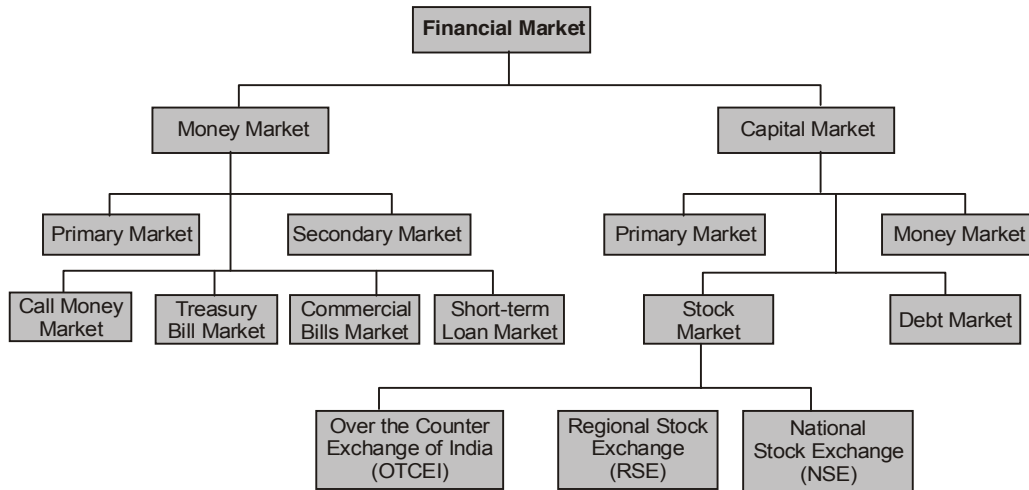 Financial Market
Money Market
Capital Market
Primary Market
Secondary Market
Primary Market
Money Market
Call Money
Market
Treasury
Bill Market
Commercial
Bills Market
Short-term
Loan Market
Stock
Market
Debt Market
Over the Counter
Exchange of India
(OTCEI)
Regional Stock
Exchange
(RSE)
National
Stock Exchange
(NSE)